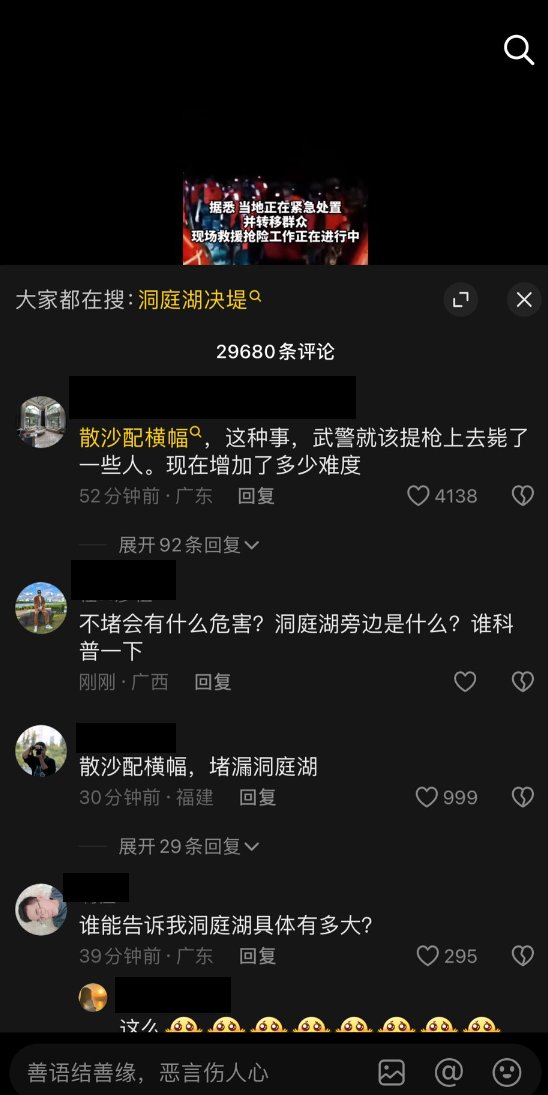 据悉 当地正在紧急处置
并转移群众
现场救援抢险工作正在进行中
大家都在搜:洞庭湖决堤
29680条评论
散沙配横幅，这种事，武警就该提枪上去毙了
一些人。现在增加了多少难度
52分钟前·广东 回复 4138
展开92条回复
不堵会有什么危害？洞庭湖旁边是什么？谁科
普一下
刚刚·广西 回复
散沙配横幅，堵漏洞庭湖
30分钟前·福建 回复 999
展开29条回复
谁能告诉我洞庭湖具体有多大？
39分钟前·广东 回复 295
这么
善语结善缘，恶言伤人心